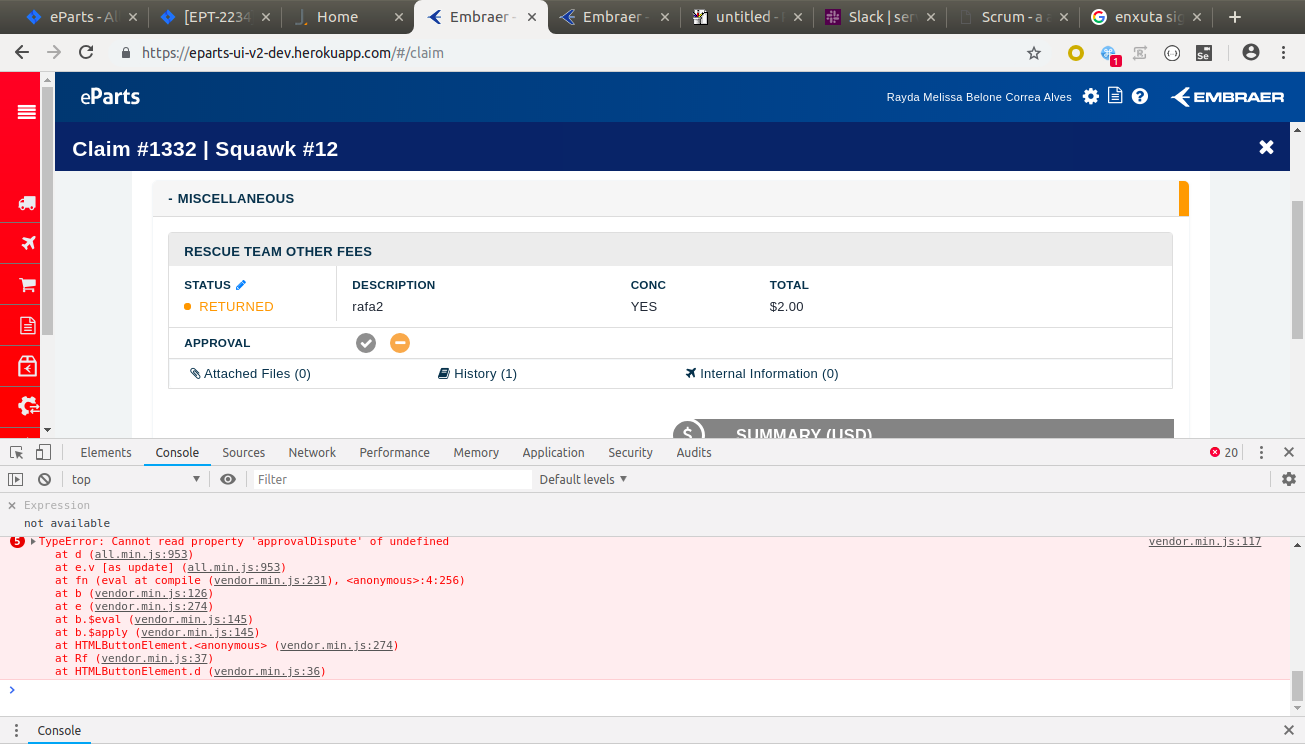 eParts - Al
[EPT-2234
Home
Embraer -
Embraer -
untitled -
Slack | ser
Scrum - a a
enxuta sig
https://eparts-ui-v2-dev.herokuapp.com/#/claim
1
Se
eParts
Rayda Melissa Belone Correa Alves
EMBRAER
Claim #1332 | Squawk #12
- MISCELLANEOUS
RESCUE TEAM OTHER FEES
STATUS DESCRIPTION CONC TOTAL
RETURNED rafa2 YES $2.00
APPROVAL
Attached Files (0) History (1) Internal Information (0)
$ SUMMARY (USD)
Elements Console Sources Network Performance Memory Application Security Audits 20
top Filter Default levels
Expression
not available
5 TypeError: Cannot read property 'approvalDispute' of undefined vendor.min.js:117
at d (all.min.js:953)
at e.v [as update] (all.min.js:953)
at fn (eval at compile (vendor.min.js:231), <anonymous>:4:256)
at b (vendor.min.js:126)
at e (vendor.min.js:274)
at b.$eval (vendor.min.js:145)
at b.$apply (vendor.min.js:145)
at HTMLButtonElement.<anonymous> (vendor.min.js:274)
at Rf (vendor.min.js:37)
at HTMLButtonElement.d (vendor.min.js:36)
Console